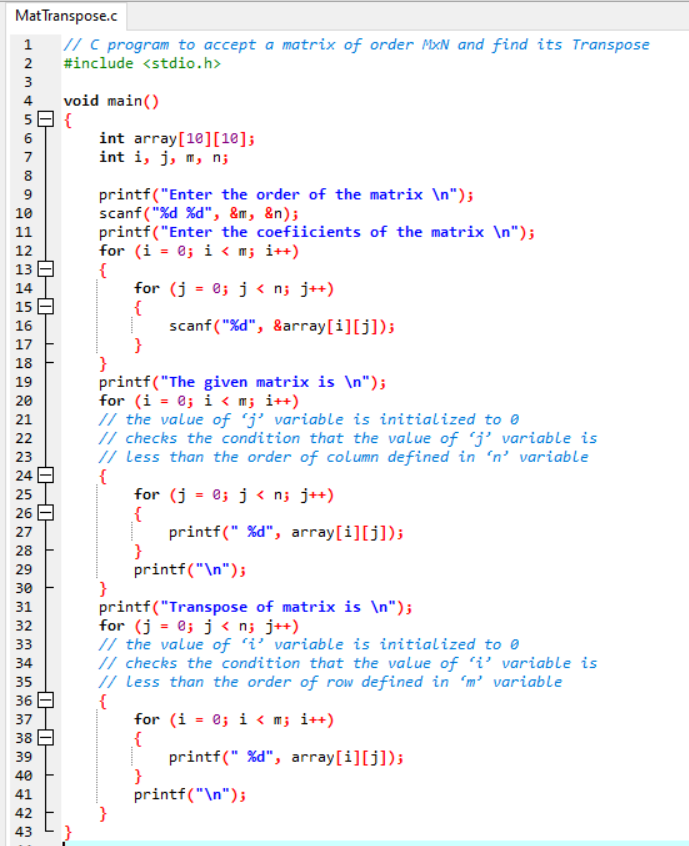 MatTranspose.c
1 // C program to accept a matrix of order MxN and find its Transpose
2 #include <stdio.h>
3
4 void main()
5 {
6     int array[10][10];
7     int i, j, m, n;
8
9     printf("Enter the order of the matrix \n");
10     scanf("%d %d", &m, &n);
11     printf("Enter the coefiicients of the matrix \n");
12     for (i = 0; i < m; i++)
13     {
14         for (j = 0; j < n; j++)
15         {
16             scanf("%d", &array[i][j]);
17         }
18     }
19     printf("The given matrix is \n");
20     for (i = 0; i < m; i++)
21     // the value of ‘j’ variable is initialized to 0
22     // checks the condition that the value of ‘j’ variable is
23     // less than the order of column defined in ‘n’ variable
24     {
25         for (j = 0; j < n; j++)
26         {
27             printf(" %d", array[i][j]);
28         }
29         printf("\n");
30     }
31     printf("Transpose of matrix is \n");
32     for (j = 0; j < n; j++)
33     // the value of ‘i’ variable is initialized to 0
34     // checks the condition that the value of ‘i’ variable is
35     // less than the order of row defined in ‘m’ variable
36     {
37         for (i = 0; i < m; i++)
38         {
39             printf(" %d", array[i][j]);
40         }
41         printf("\n");
42     }
43 }